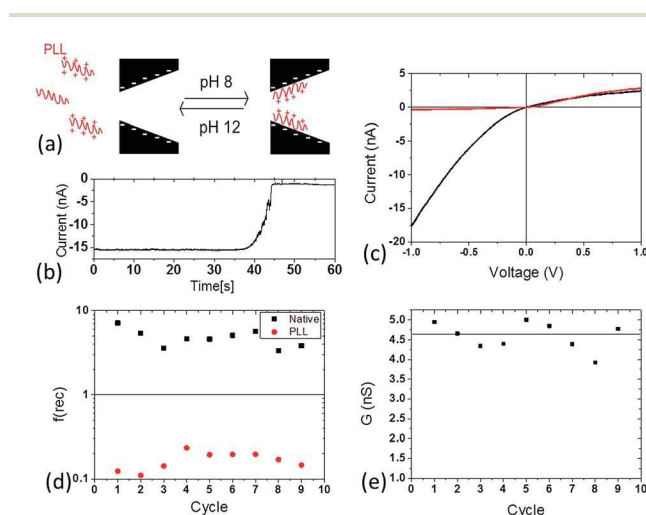 PLL
pH 8
pH 12
(a)
Current (nA)
0
-5
-10
-15
0 10 20 30 40 50 60
Time[s]
(b)
Current (nA)
5
0
-5
-10
-15
-20
-1.0 -0.5 0.0 0.5 1.0
Voltage (V)
(c)
f(rec)
10
1
0.1
Native
PLL
0 1 2 3 4 5 6 7 8 9 10
Cycle
(d)
G (nS)
5.0
4.5
4.0
3.5
3.0
2.5
2.0
1.5
1.0
0 1 2 3 4 5 6 7 8 9 10
Cycle
(e)